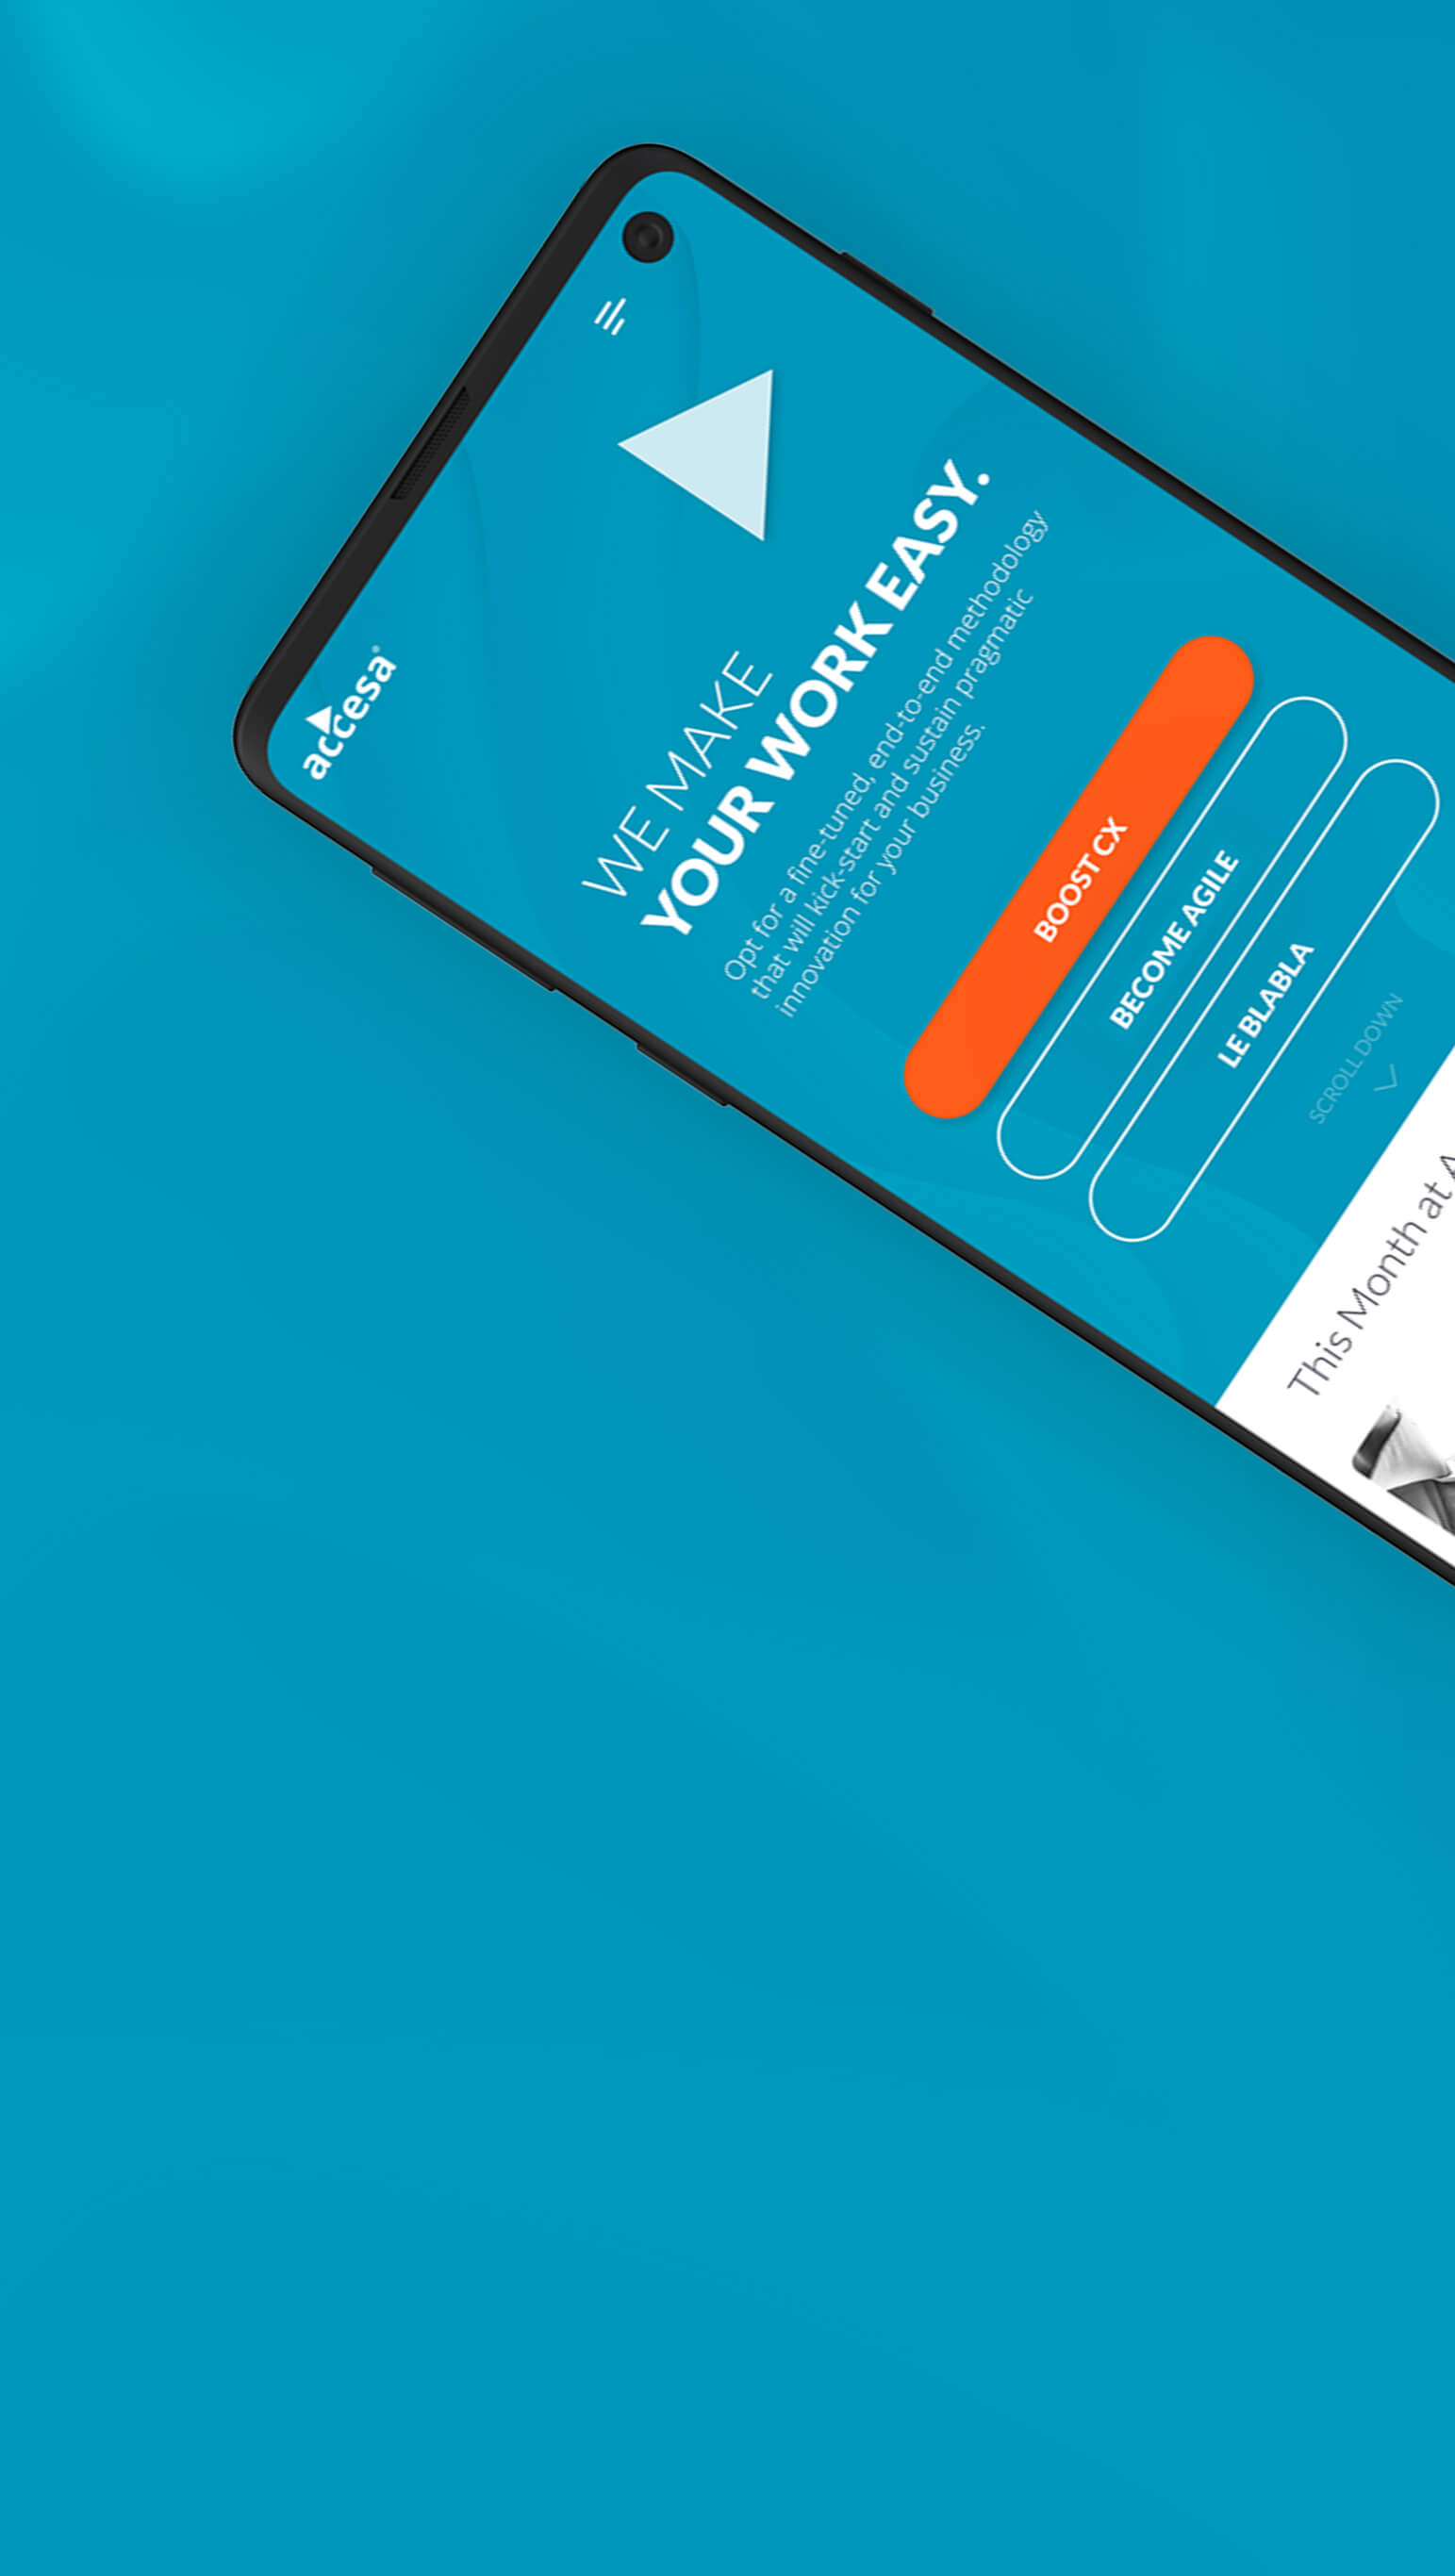 accesa
WE MAKE
YOUR WORK EASY.
Opt for a fine-tuned, end-to-end methodology
that will kick-start and sustain pragmatic
innovation for your business.
BOOST CX
BECOME AGILE
LE BLABLA
SCROLL DOWN
This Month at